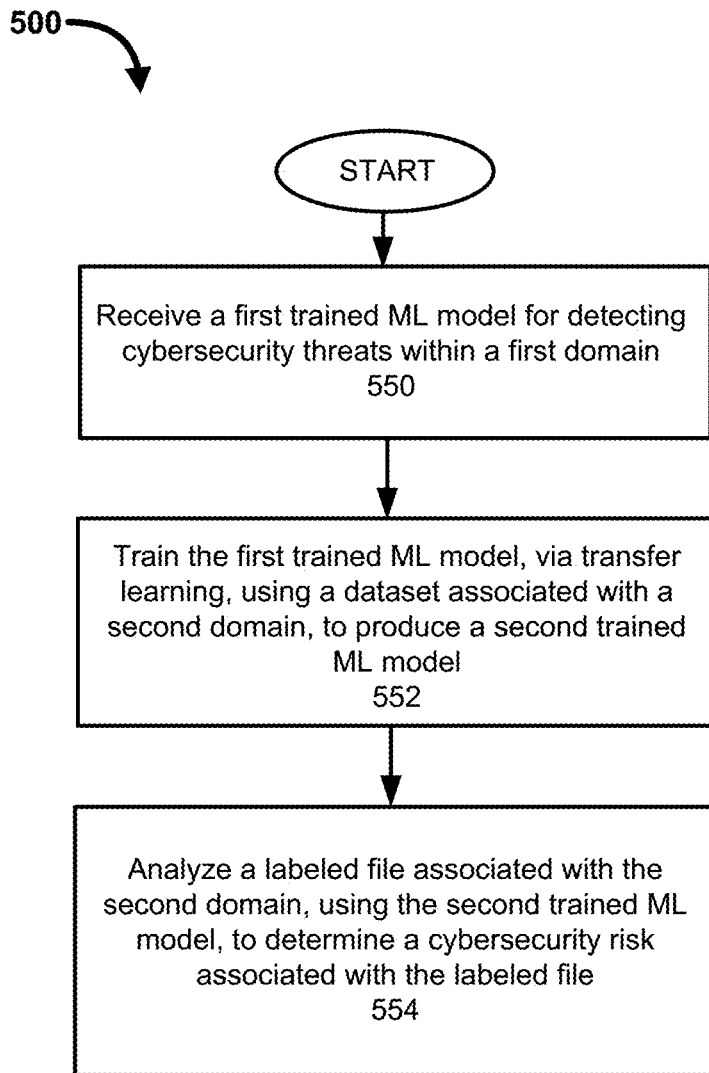 500
START
Receive a first trained ML model for detecting
cybersecurity threats within a first domain
550
Train the first trained ML model, via transfer
learning, using a dataset associated with a
second domain, to produce a second trained
ML model
552
Analyze a labeled file associated with the
second domain, using the second trained ML
model, to determine a cybersecurity risk
associated with the labeled file
554